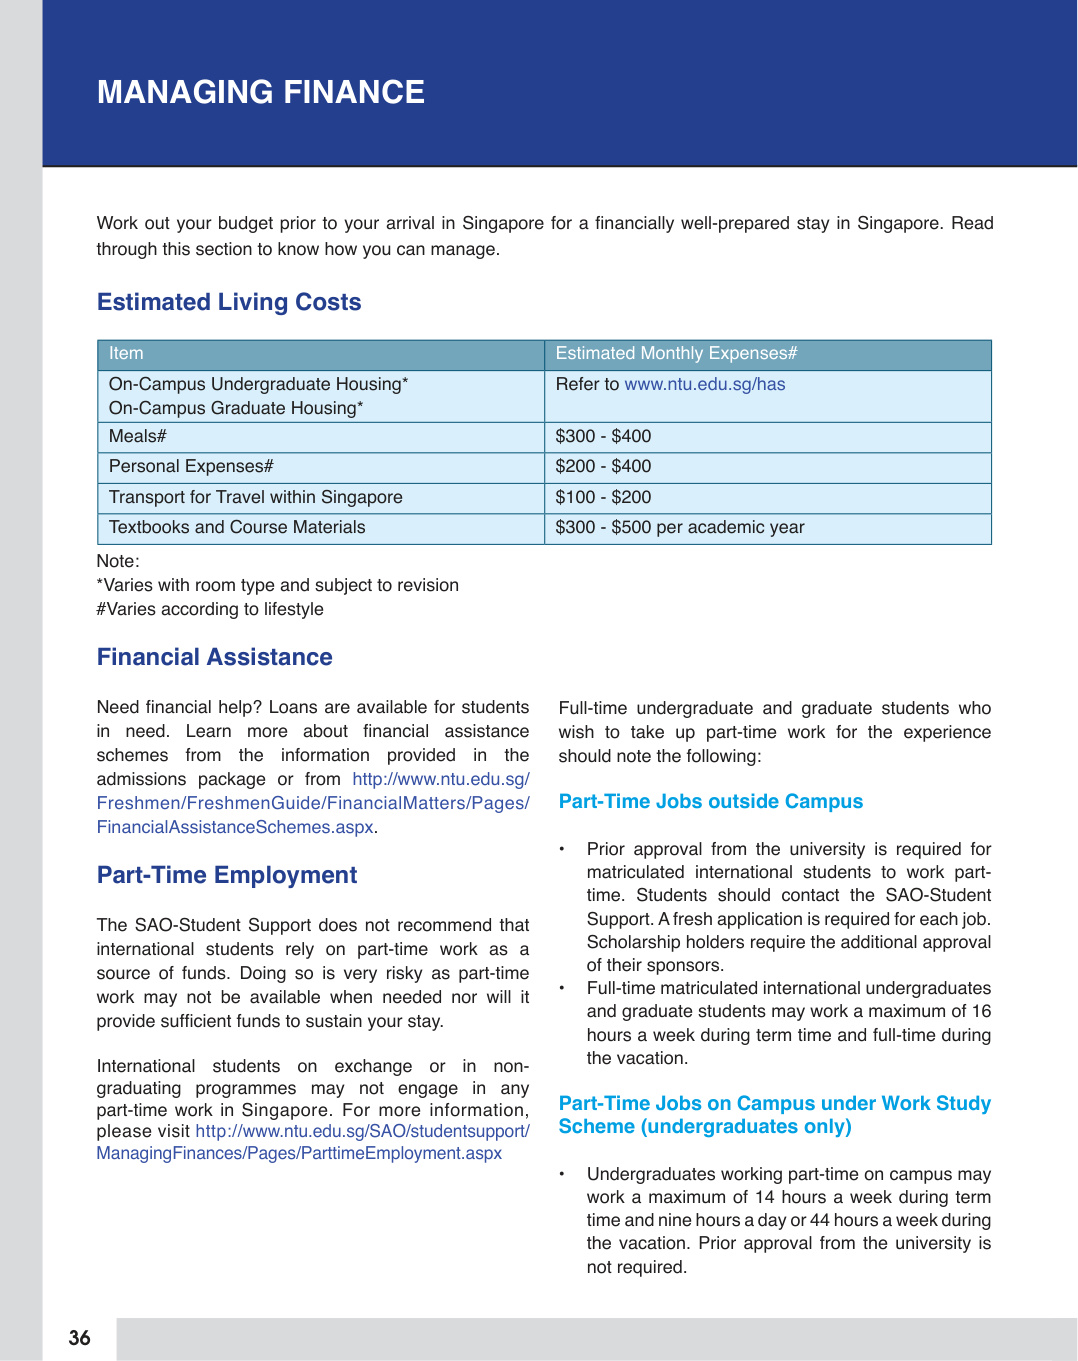 MANAGING FINANCE
Work out your budget prior to your arrival in Singapore for a financially well-prepared stay in Singapore. Read
through this section to know how you can manage.
Estimated Living Costs
Item Estimated Monthly Expenses#
On-Campus Undergraduate Housing* Refer to www.ntu.edu.sg/has
On-Campus Graduate Housing*
Meals# $300 - $400
Personal Expenses# $200 - $400
Transport for Travel within Singapore $100 - $200
Textbooks and Course Materials $300 - $500 per academic year
Note:
*Varies with room type and subject to revision
#Varies according to lifestyle
Financial Assistance
Need financial help? Loans are available for students
in need. Learn more about financial assistance
schemes from the information provided in the
admissions package or from http://www.ntu.edu.sg/
Freshmen/FreshmenGuide/FinancialMatters/Pages/
FinancialAssistanceSchemes.aspx.
Part-Time Employment
The SAO-Student Support does not recommend that
international students rely on part-time work as a
source of funds. Doing so is very risky as part-time
work may not be available when needed nor will it
provide sufficient funds to sustain your stay.
International students on exchange or in non-
graduating programmes may not engage in any
part-time work in Singapore. For more information,
please visit http://www.ntu.edu.sg/SAO/studentsupport/
ManagingFinances/Pages/ParttimeEmployment.aspx
Full-time undergraduate and graduate students who
wish to take up part-time work for the experience
should note the following:
Part-Time Jobs outside Campus
• Prior approval from the university is required for
matriculated international students to work part-
time. Students should contact the SAO-Student
Support. A fresh application is required for each job.
Scholarship holders require the additional approval
of their sponsors.
• Full-time matriculated international undergraduates
and graduate students may work a maximum of 16
hours a week during term time and full-time during
the vacation.
Part-Time Jobs on Campus under Work Study
Scheme (undergraduates only)
• Undergraduates working part-time on campus may
work a maximum of 14 hours a week during term
time and nine hours a day or 44 hours a week during
the vacation. Prior approval from the university is
not required.
36